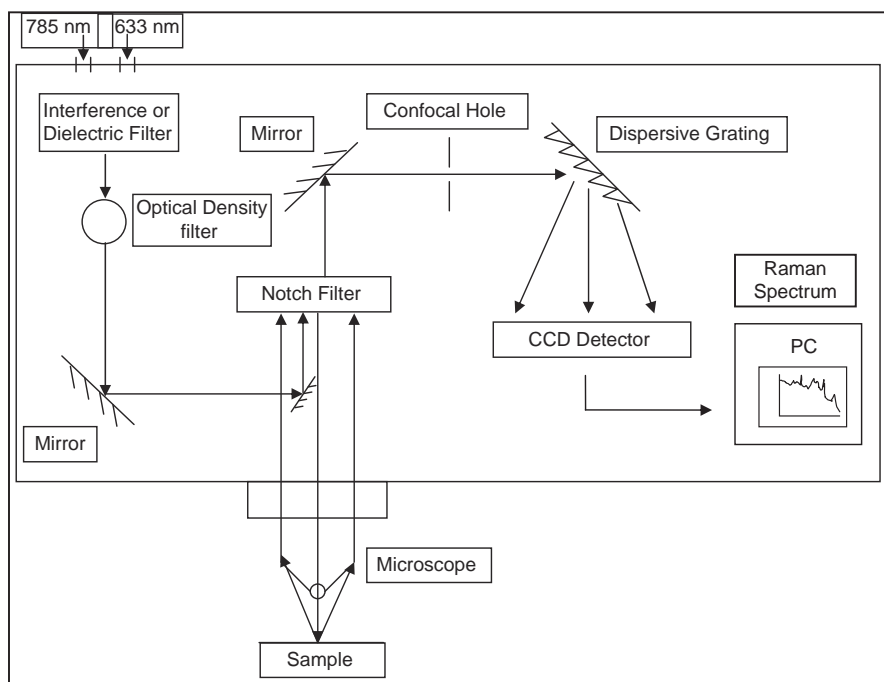 785 nm
633 nm
Interference or
Dielectric Filter
Mirror
Confocal Hole
Dispersive Grating
Optical Density
filter
Notch Filter
Raman
Spectrum
CCD Detector
PC
Mirror
Microscope
Sample